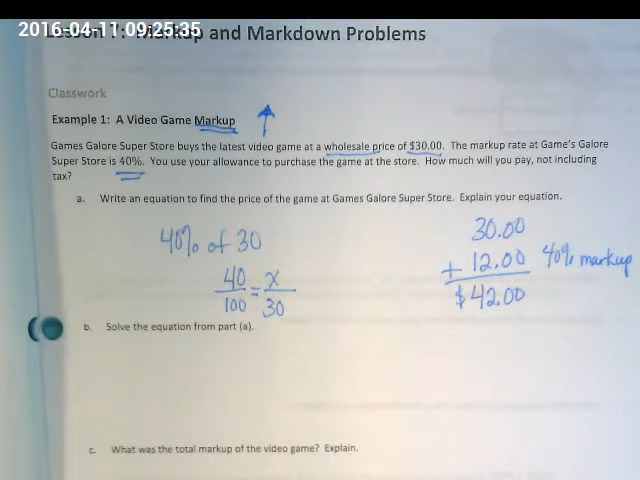 2016-04-11 09:25:35
Lesson 7: Markup and Markdown Problems
Classwork
Example 1: A Video Game Markup
Games Galore Super Store buys the latest video game at a wholesale price of $30.00. The markup rate at Game's Galore
Super Store is 40%. You use your allowance to purchase the game at the store. How much will you pay, not including
tax?
a. Write an equation to find the price of the game at Games Galore Super Store. Explain your equation.
40% of 30
40/100 = x/30
30.00
+ 12.00 40% markup
$42.00
b. Solve the equation from part (a).
c. What was the total markup of the video game? Explain.